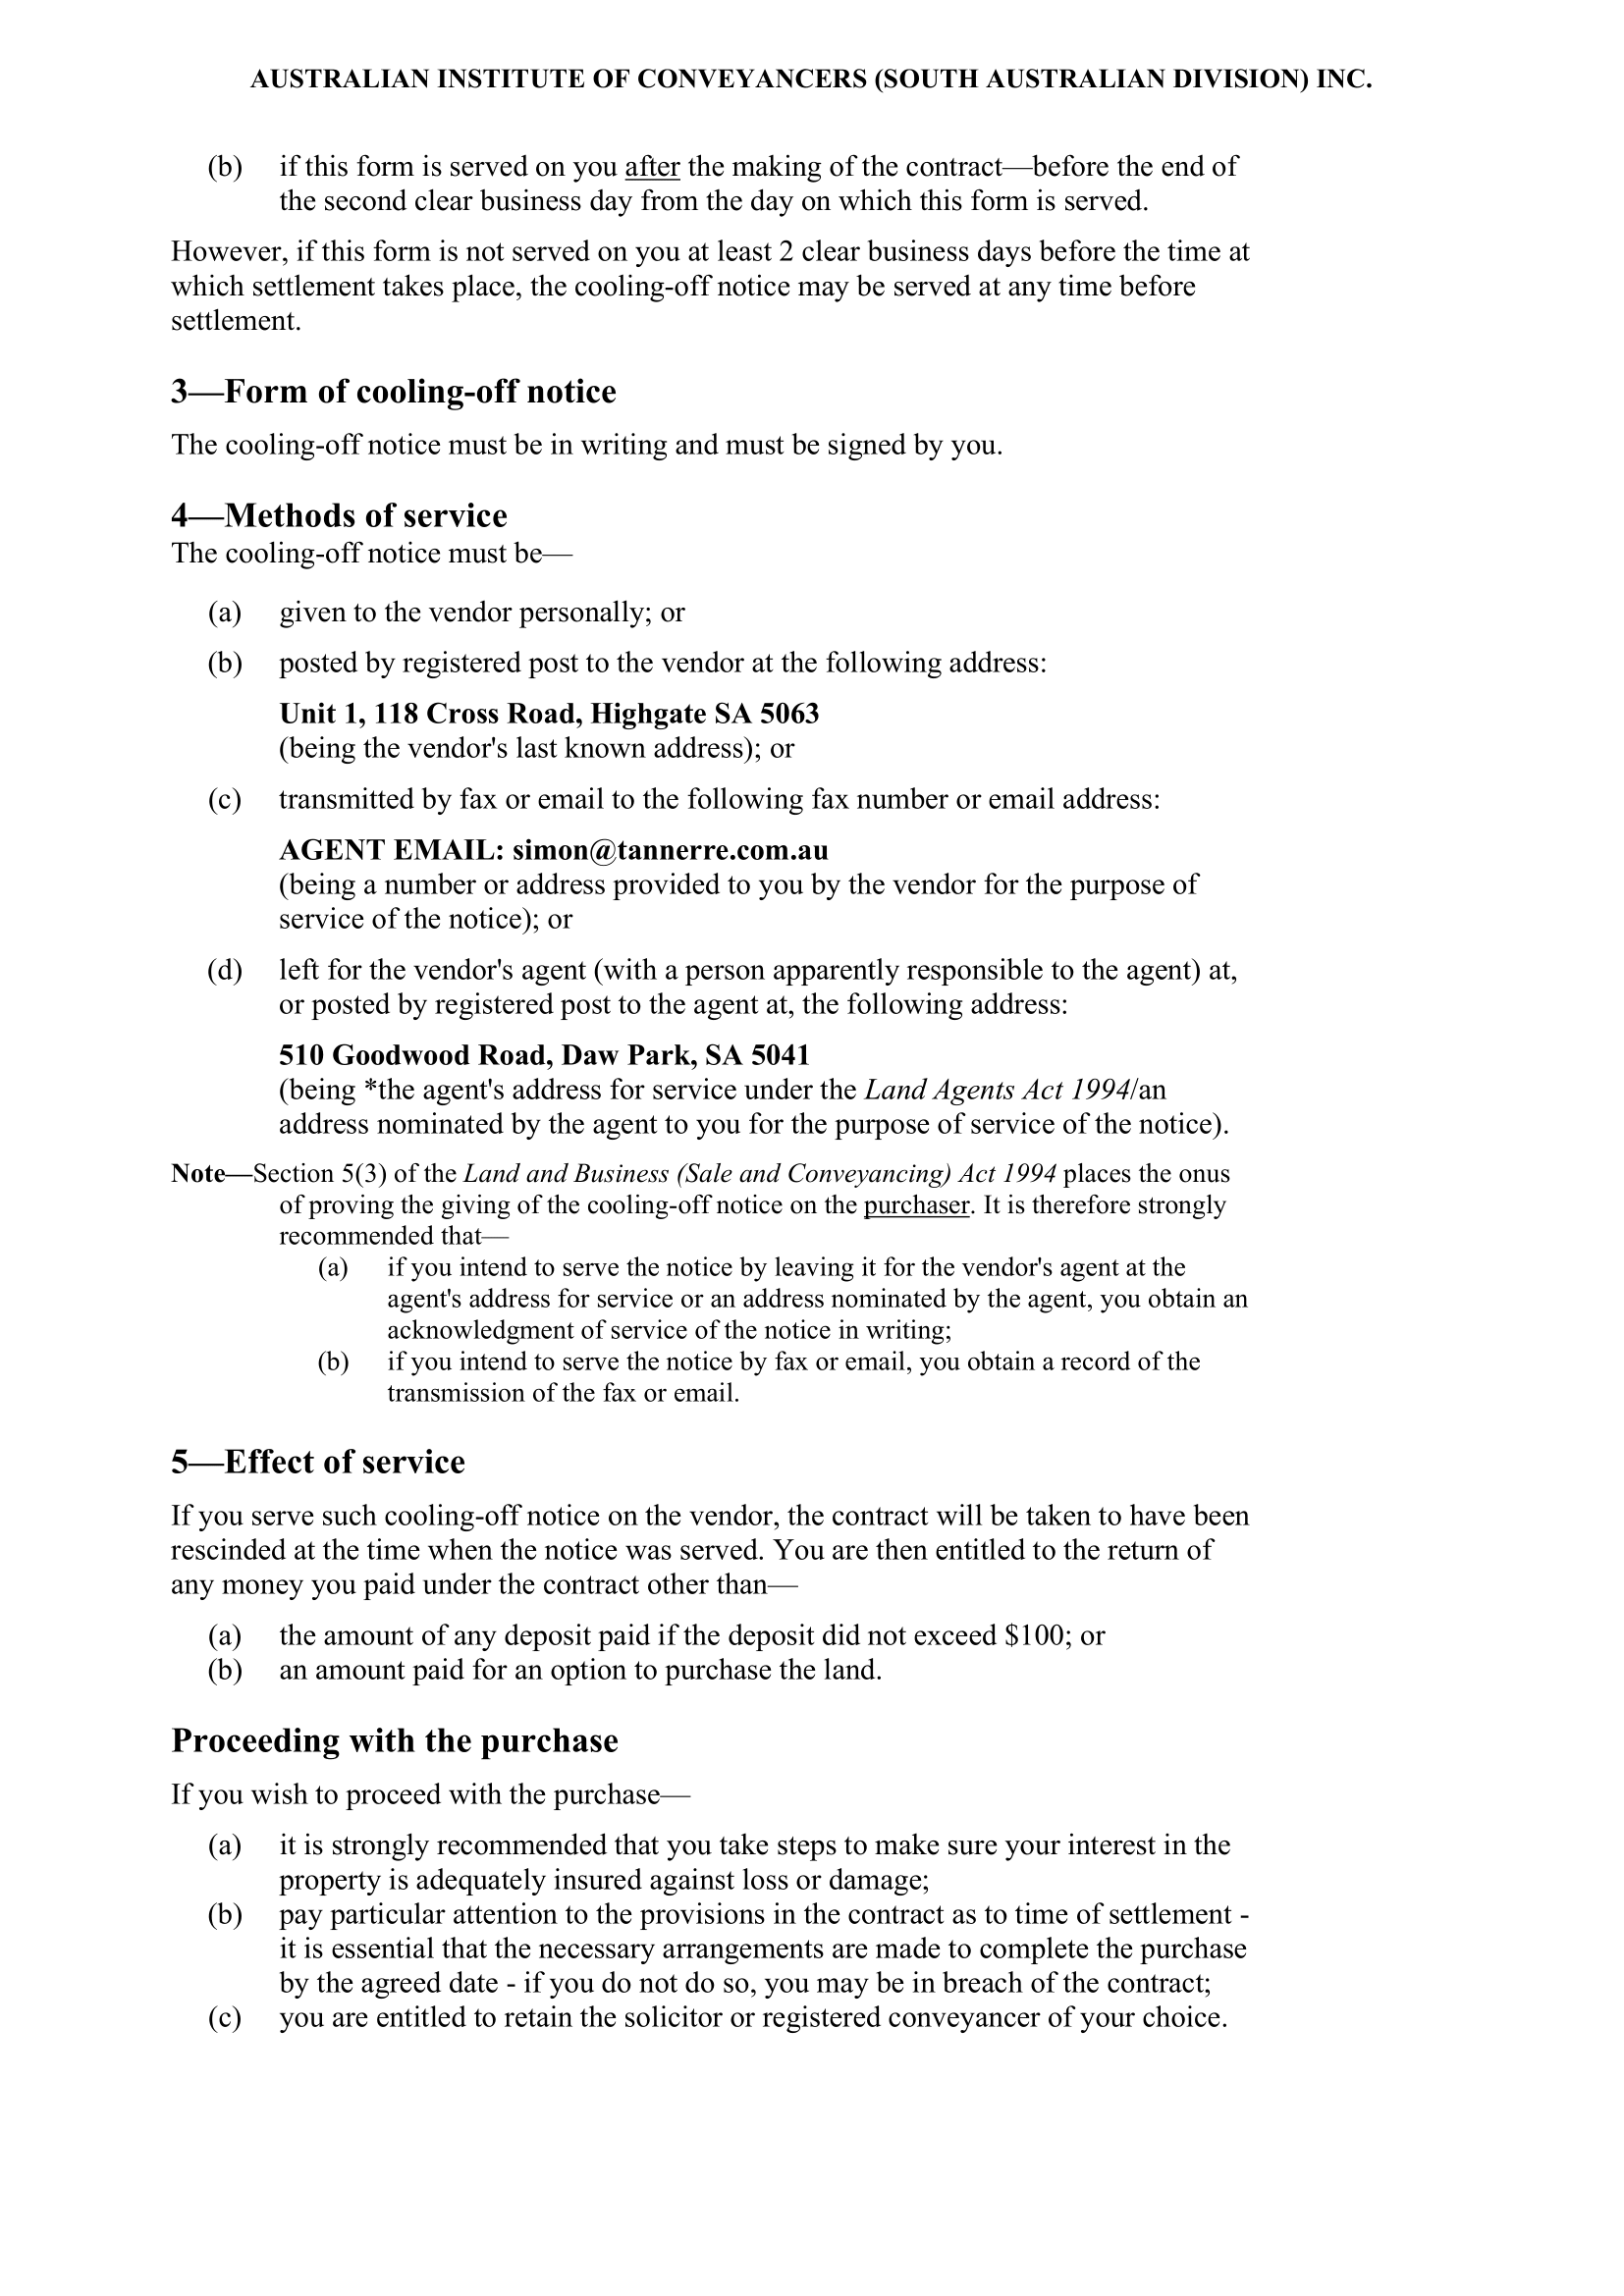 AUSTRALIAN INSTITUTE OF CONVEYANCERS (SOUTH AUSTRALIAN DIVISION) INC.
(b) if this form is served on you after the making of the contract—before the end of
the second clear business day from the day on which this form is served.
However, if this form is not served on you at least 2 clear business days before the time at
which settlement takes place, the cooling-off notice may be served at any time before
settlement.
3—Form of cooling-off notice
The cooling-off notice must be in writing and must be signed by you.
4—Methods of service
The cooling-off notice must be—
(a) given to the vendor personally; or
(b) posted by registered post to the vendor at the following address:
Unit 1, 118 Cross Road, Highgate SA 5063
(being the vendor's last known address); or
(c) transmitted by fax or email to the following fax number or email address:
AGENT EMAIL: simon@tannerre.com.au
(being a number or address provided to you by the vendor for the purpose of
service of the notice); or
(d) left for the vendor's agent (with a person apparently responsible to the agent) at,
or posted by registered post to the agent at, the following address:
510 Goodwood Road, Daw Park, SA 5041
(being *the agent's address for service under the Land Agents Act 1994/an
address nominated by the agent to you for the purpose of service of the notice).
Note—Section 5(3) of the Land and Business (Sale and Conveyancing) Act 1994 places the onus
of proving the giving of the cooling-off notice on the purchaser. It is therefore strongly
recommended that—
(a) if you intend to serve the notice by leaving it for the vendor's agent at the
agent's address for service or an address nominated by the agent, you obtain an
acknowledgment of service of the notice in writing;
(b) if you intend to serve the notice by fax or email, you obtain a record of the
transmission of the fax or email.
5—Effect of service
If you serve such cooling-off notice on the vendor, the contract will be taken to have been
rescinded at the time when the notice was served. You are then entitled to the return of
any money you paid under the contract other than—
(a) the amount of any deposit paid if the deposit did not exceed $100; or
(b) an amount paid for an option to purchase the land.
Proceeding with the purchase
If you wish to proceed with the purchase—
(a) it is strongly recommended that you take steps to make sure your interest in the
property is adequately insured against loss or damage;
(b) pay particular attention to the provisions in the contract as to time of settlement -
it is essential that the necessary arrangements are made to complete the purchase
by the agreed date - if you do not do so, you may be in breach of the contract;
(c) you are entitled to retain the solicitor or registered conveyancer of your choice.